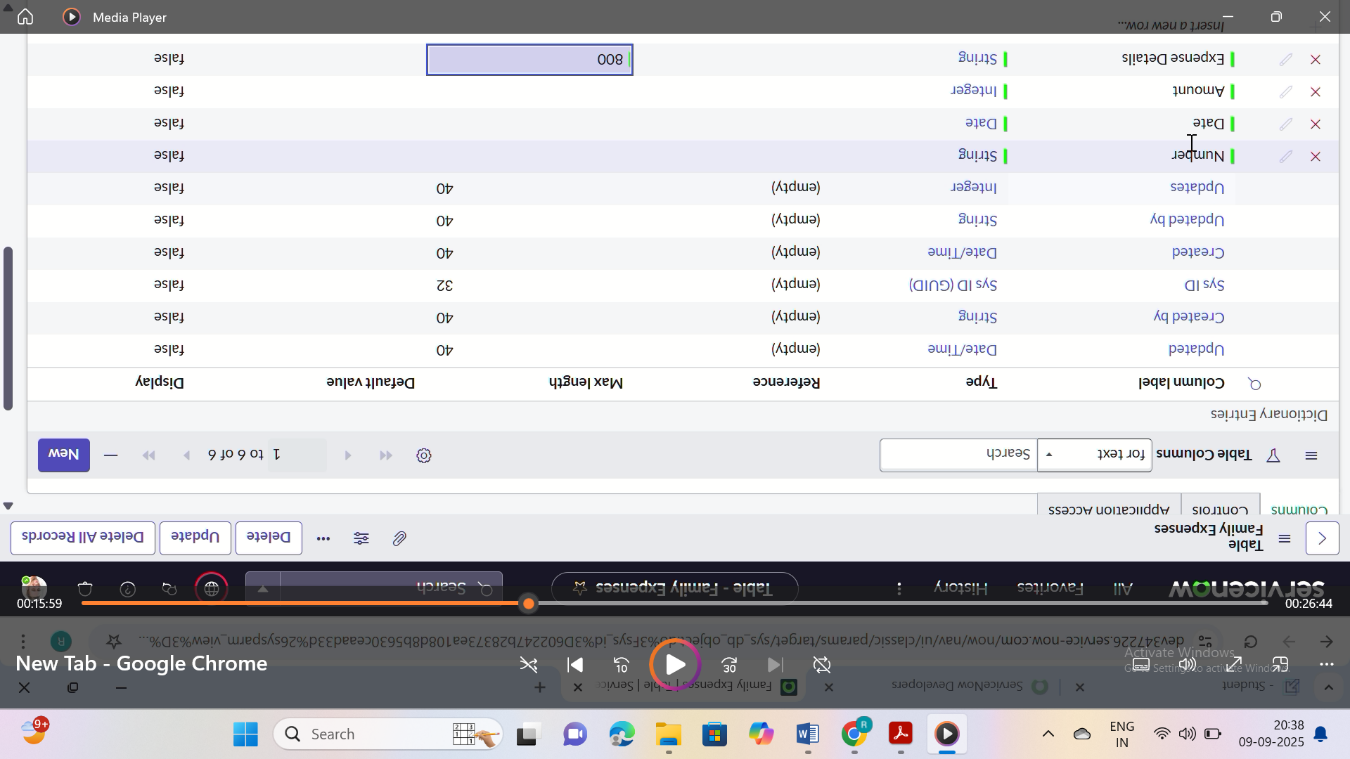 Media Player
Insert a new row...
Expense Details String 800 false
Amount Integer false
Date Date false
Number String false
Updates Integer (empty) 40 false
Updated by String (empty) 40 false
Created Date/Time (empty) 40 false
Sys ID Sys ID (GUID) (empty) 32 false
Created by String (empty) 40 false
Updated Date/Time (empty) 40 false
Column label Type Reference Max length Default value Display
Dictionary Entries
Table Columns for text Search 1 to 6 of 6 New
Columns Controls Application Access
Table
Family Expenses
Delete Update Delete All Records
servicenow All Favorites History Table - Family Expenses Search
00:15:59 00:26:44
R
New Tab - Google Chrome
10 30
Activate Windows
Go to Settings to activate Windows.
- Student ServiceNow Developers Family Expenses | Table | Servic
9+ Search R ENG IN 20:38 09-09-2025